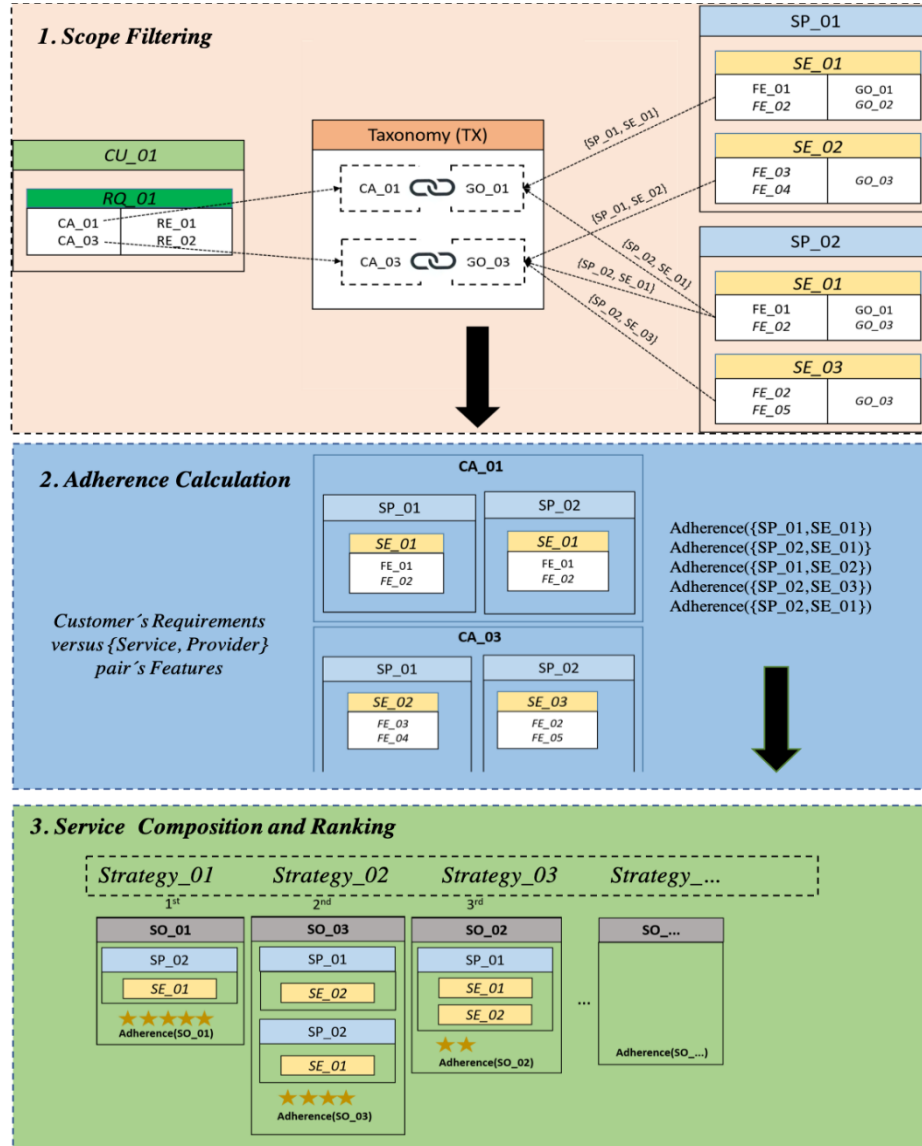 1. Scope Filtering
CU_01
RQ_01
CA_01
CA_03
RE_01
RE_02
Taxonomy (TX)
CA_01
GO_01
CA_03
GO_03
{SP_01, SE_01}
{SP_01, SE_02}
{SP_02, SE_01}
{SP_02, SE_01}
{SP_02, SE_03}
SP_01
SE_01
FE_01
FE_02
GO_01
GO_02
SE_02
FE_03
FE_04
GO_03
SP_02
SE_01
FE_01
FE_02
GO_01
GO_03
SE_03
FE_02
FE_05
GO_03
2. Adherence Calculation
Customer´s Requirements
versus {Service, Provider}
pair´s Features
CA_01
SP_01
SE_01
FE_01
FE_02
SP_02
SE_01
FE_01
FE_02
CA_03
SP_01
SE_02
FE_03
FE_04
SP_02
SE_03
FE_02
FE_05
Adherence({SP_01,SE_01})
Adherence({SP_02,SE_01)}
Adherence({SP_01,SE_02})
Adherence({SP_02,SE_03})
Adherence({SP_02,SE_01})
3. Service Composition and Ranking
Strategy_01
Strategy_02
Strategy_03
Strategy_...
1st
SO_01
SP_02
SE_01
Adherence(SO_01)
2nd
SO_03
SP_01
SE_02
SP_02
SE_01
Adherence(SO_03)
3rd
SO_02
SP_01
SE_01
SE_02
Adherence(SO_02)
...
SO_...
Adherence(SO_...)